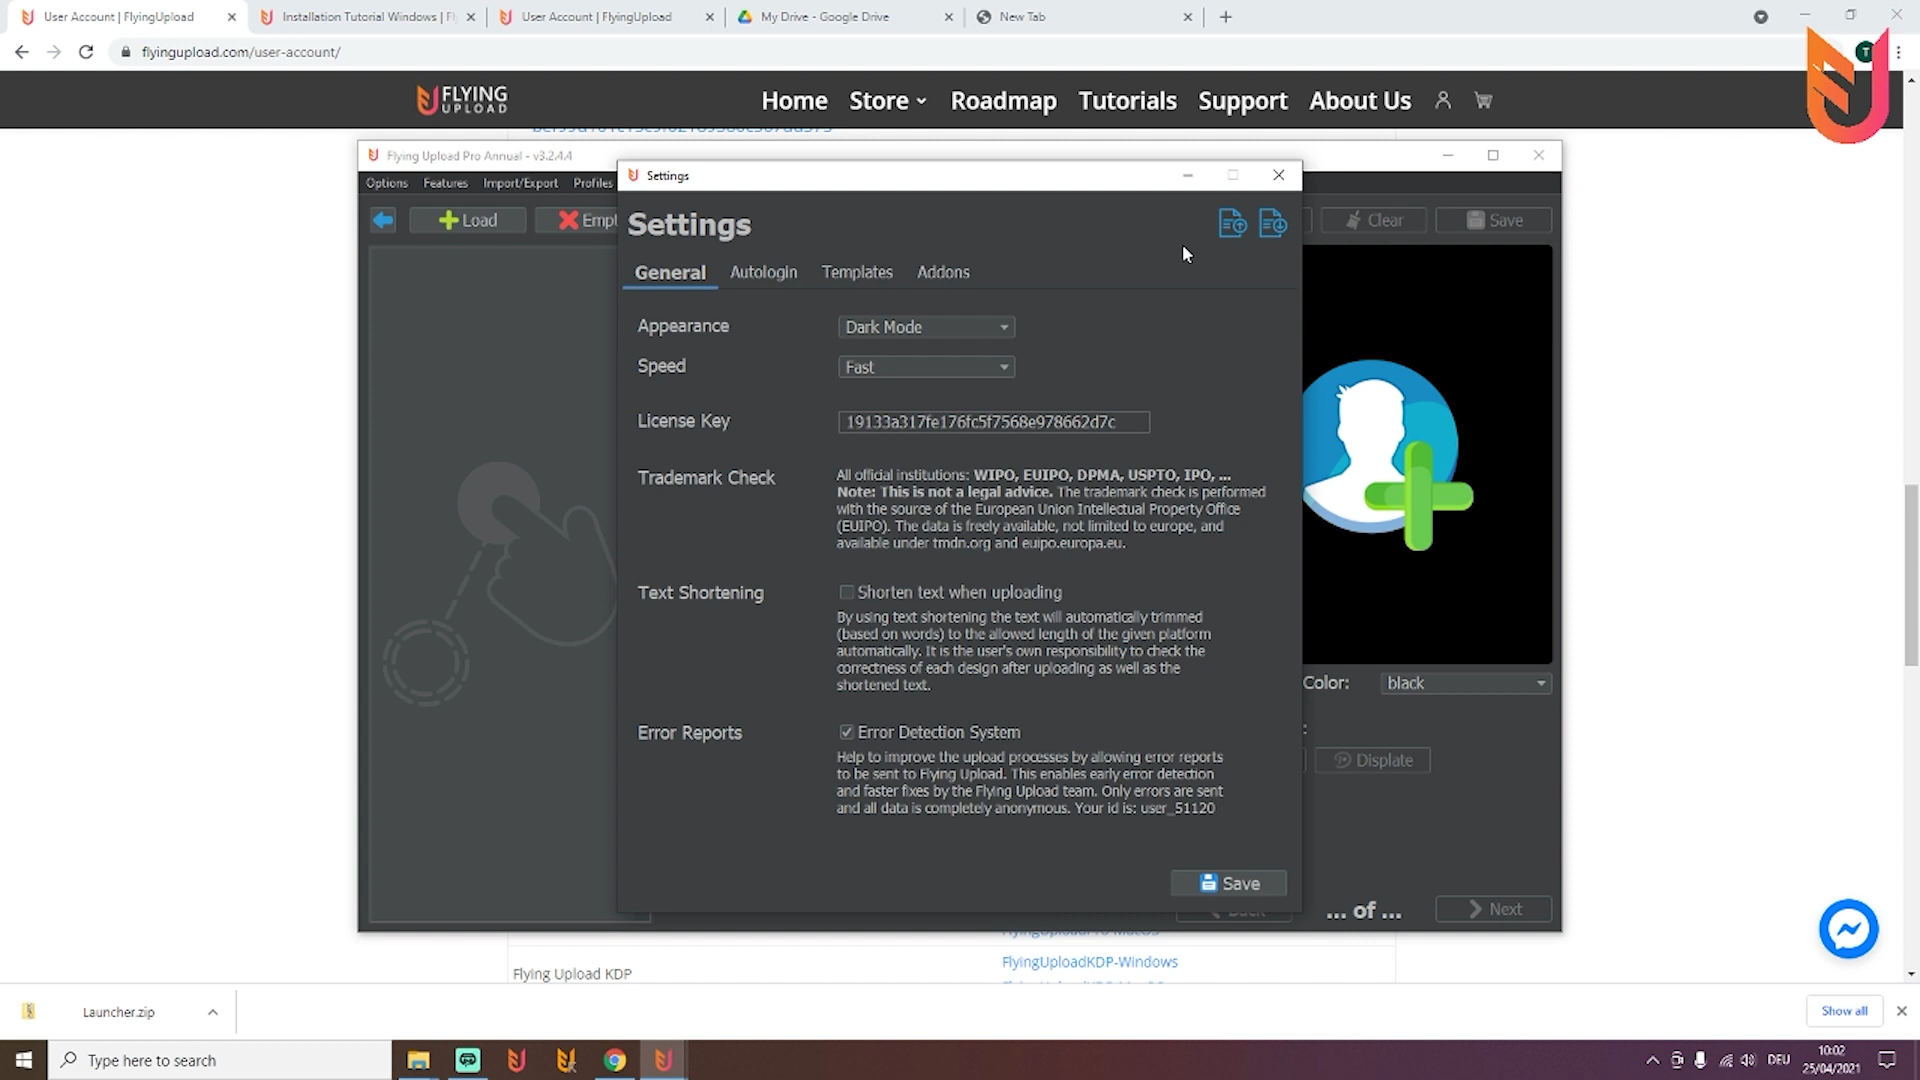 User Account | FlyingUpload
Installation Tutorial Windows | Fl
User Account | FlyingUpload
My Drive - Google Drive
New Tab
flyingupload.com/user-account/
T
FLYING
UPLOAD
Home
Store
Roadmap
Tutorials
Support
About Us
Flying Upload Pro Annual - v3.2.4.4
Options
Features
Import/Export
Profiles
Load
Empt
Clear
Save
Settings
Settings
General
Autologin
Templates
Addons
Appearance
Dark Mode
Speed
Fast
License Key
19133a317fe176fc5f7568e978662d7c
Trademark Check
All official institutions: WIPO, EUIPO, DPMA, USPTO, IPO, ...
Note: This is not a legal advice. The trademark check is performed
with the source of the European Union Intellectual Property Office
(EUIPO). The data is freely available, not limited to europe, and
available under tmdn.org and euipo.europa.eu.
Text Shortening
Shorten text when uploading
By using text shortening the text will automatically trimmed
(based on words) to the allowed length of the given platform
automatically. It is the user's own responsibility to check the
correctness of each design after uploading as well as the
shortened text.
Error Reports
Error Detection System
Help to improve the upload processes by allowing error reports
to be sent to Flying Upload. This enables early error detection
and faster fixes by the Flying Upload team. Only errors are sent
and all data is completely anonymous. Your id is: user_51120
Save
Color:
black
:
Displate
Back
... of ...
Next
Flying Upload KDP
FlyingUploadKDP-Windows
Launcher.zip
Show all
Type here to search
DEU
10:02
25/04/2021